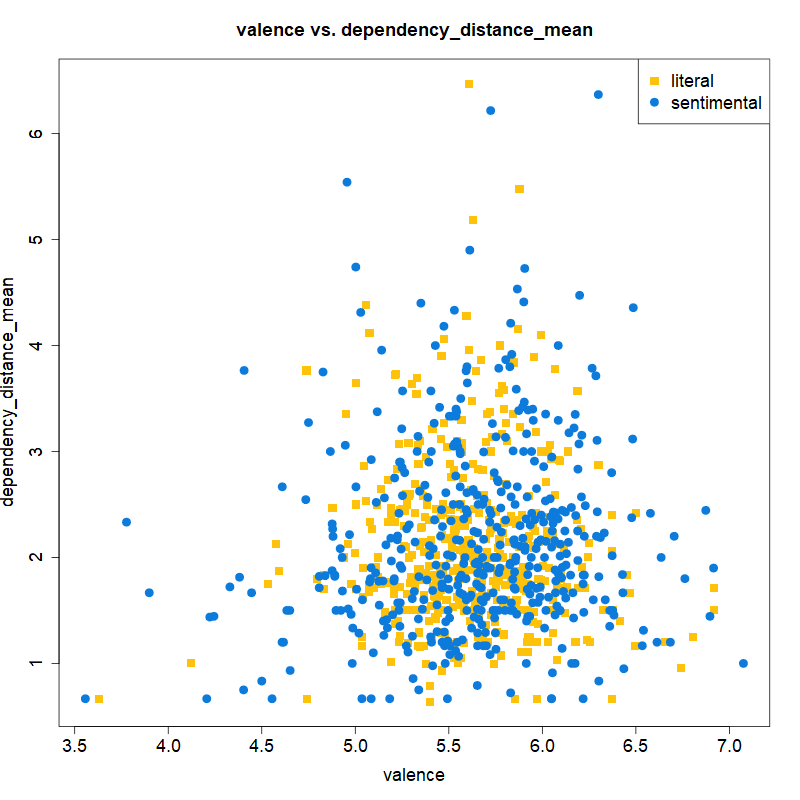 valence vs. dependency_distance_mean
literal
sentimental
dependency_distance_mean
6
5
4
3
2
1
3.5 4.0 4.5 5.0 5.5 6.0 6.5 7.0
valence